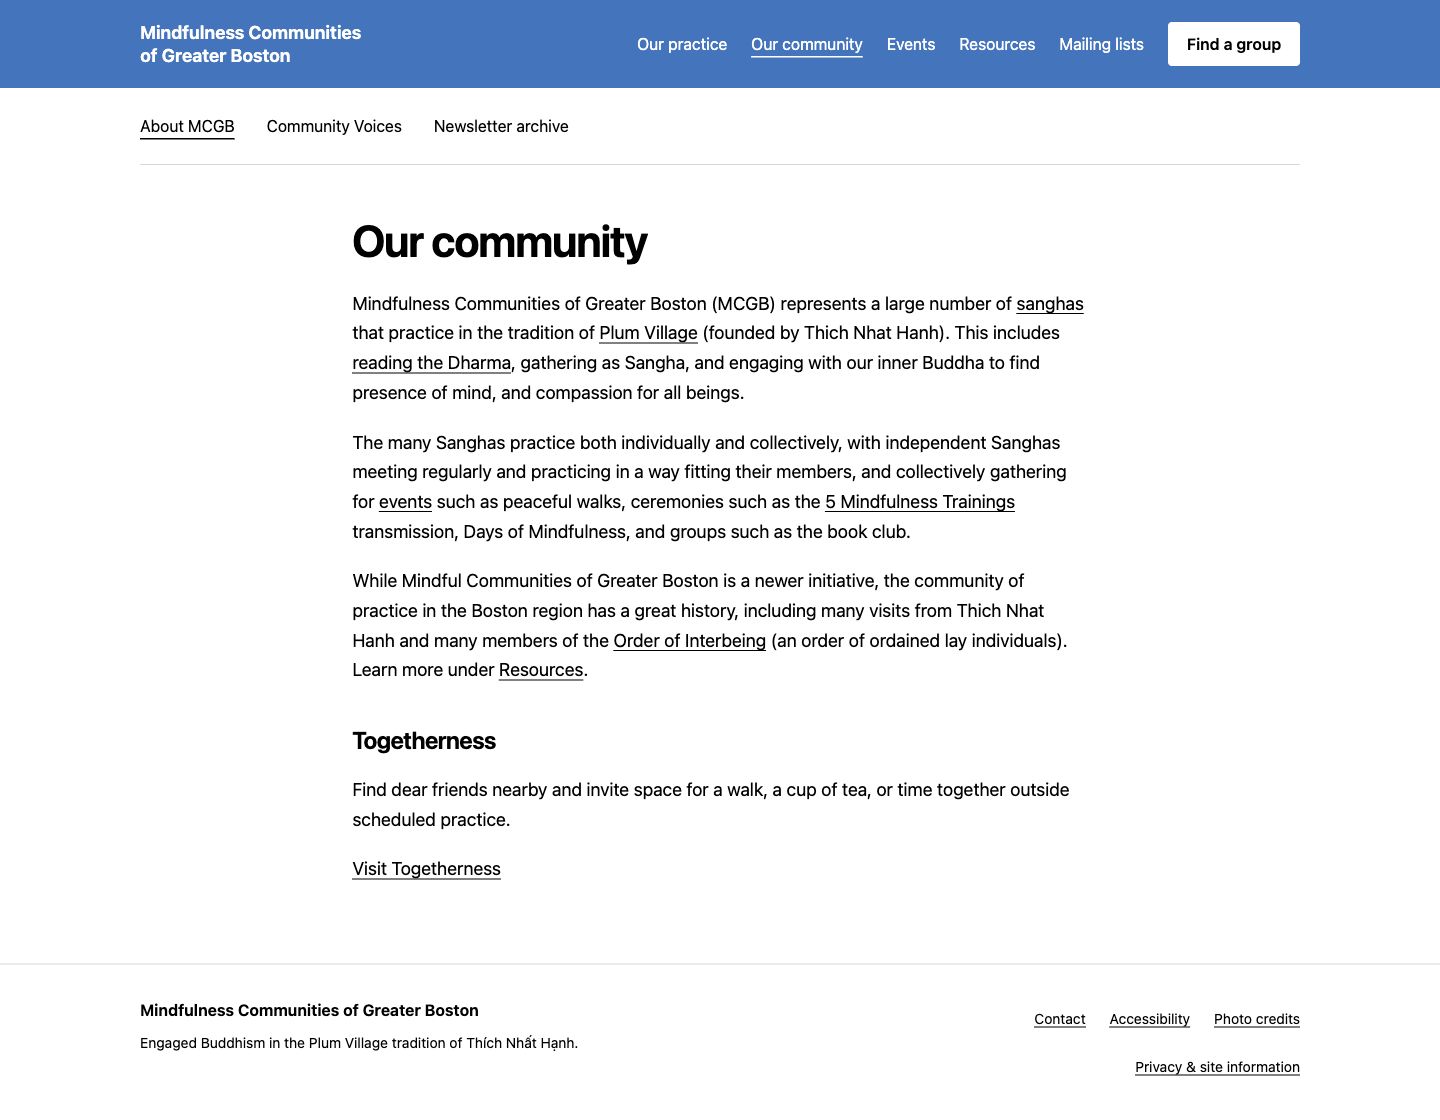 Mindfulness Communities
of Greater Boston
Our practice
Our community
Events
Resources
Mailing lists
Find a group
About MCGB
Community Voices
Newsletter archive
Our community
Mindfulness Communities of Greater Boston (MCGB) represents a large number of sanghas
that practice in the tradition of Plum Village (founded by Thich Nhat Hanh). This includes
reading the Dharma, gathering as Sangha, and engaging with our inner Buddha to find
presence of mind, and compassion for all beings.
The many Sanghas practice both individually and collectively, with independent Sanghas
meeting regularly and practicing in a way fitting their members, and collectively gathering
for events such as peaceful walks, ceremonies such as the 5 Mindfulness Trainings
transmission, Days of Mindfulness, and groups such as the book club.
While Mindful Communities of Greater Boston is a newer initiative, the community of
practice in the Boston region has a great history, including many visits from Thich Nhat
Hanh and many members of the Order of Interbeing (an order of ordained lay individuals).
Learn more under Resources.
Togetherness
Find dear friends nearby and invite space for a walk, a cup of tea, or time together outside
scheduled practice.
Visit Togetherness
Mindfulness Communities of Greater Boston
Engaged Buddhism in the Plum Village tradition of Thích Nhất Hạnh.
Contact
Accessibility
Photo credits
Privacy & site information